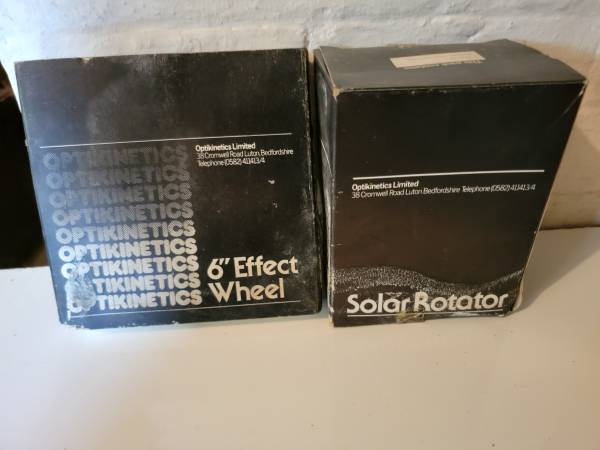 Optikinetics Limited
38 Cromwell Road Luton, Bedfordshire
Telephone (0582) 411413/4
OPTIKINETICS
OPTIKINETICS
OPTIKINETICS
OPTIKINETICS
OPTIKINETICS
OPTIKINETICS
OPTIKINETICS
OPTIKINETICS
OPTIKINETICS
6" Effect
Wheel
Optikinetics Limited
38 Cromwell Road Luton Bedfordshire Telephone (0582) 411413/4
Solar Rotator